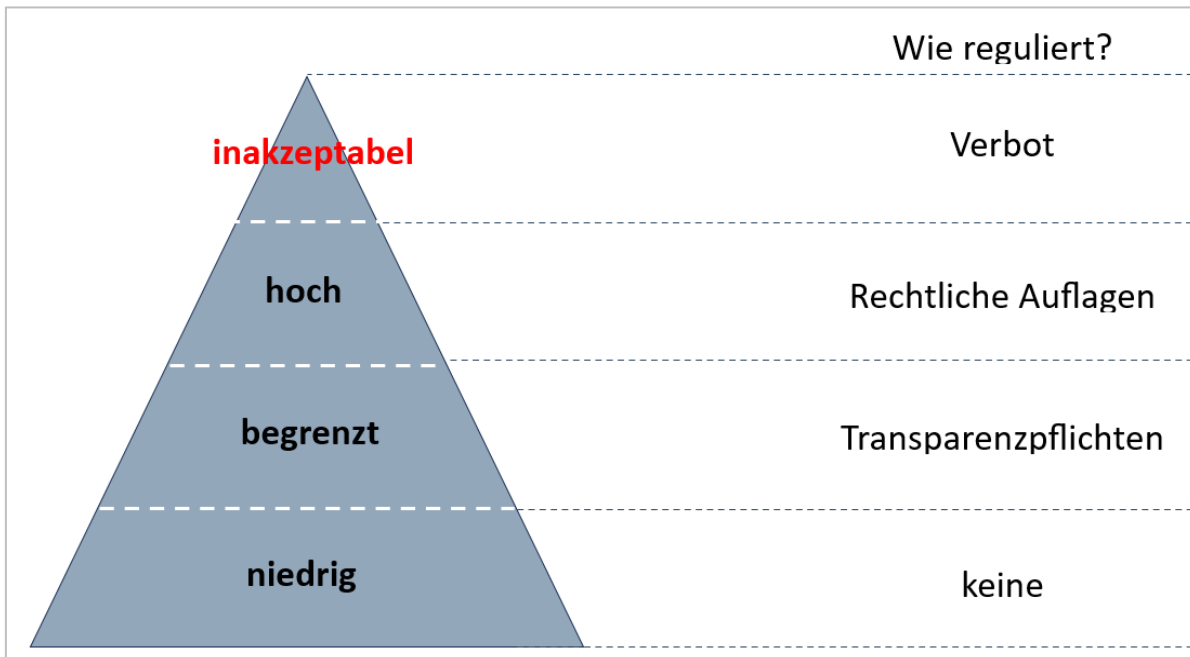 Wie reguliert?
inakzeptabel
Verbot
hoch
Rechtliche Auflagen
begrenzt
Transparenzpflichten
niedrig
keine